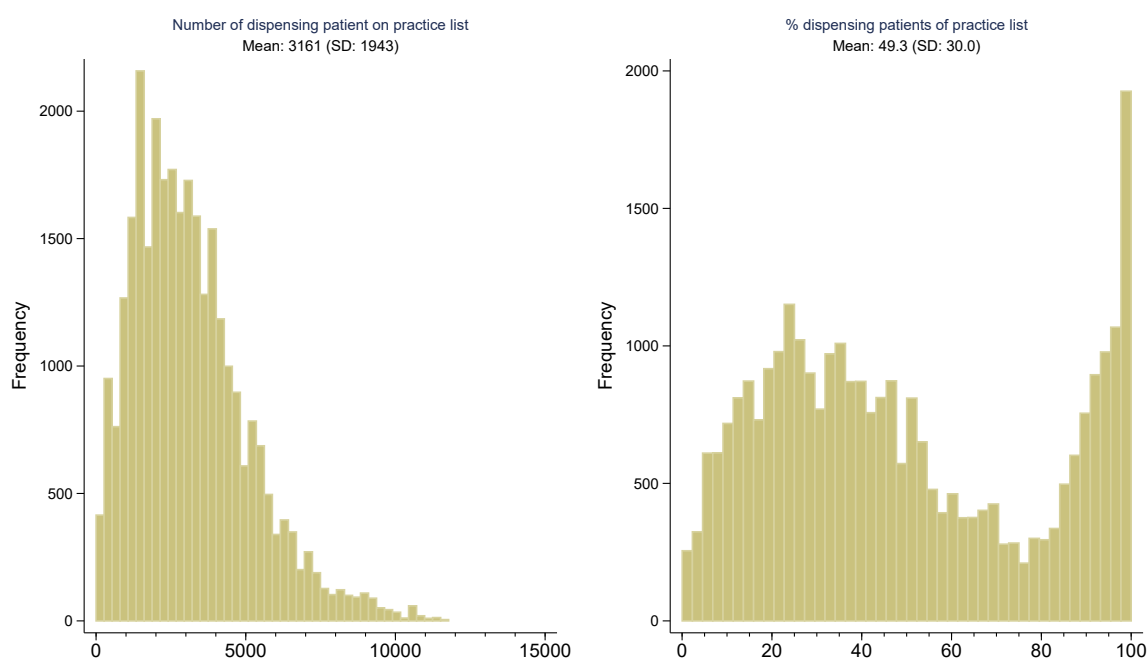 Number of dispensing patient on practice list
Mean: 3161 (SD: 1943)
Frequency
2000
1500
1000
500
0
0 5000 10000 15000
% dispensing patients of practice list
Mean: 49.3 (SD: 30.0)
Frequency
2000
1500
1000
500
0
0 20 40 60 80 100